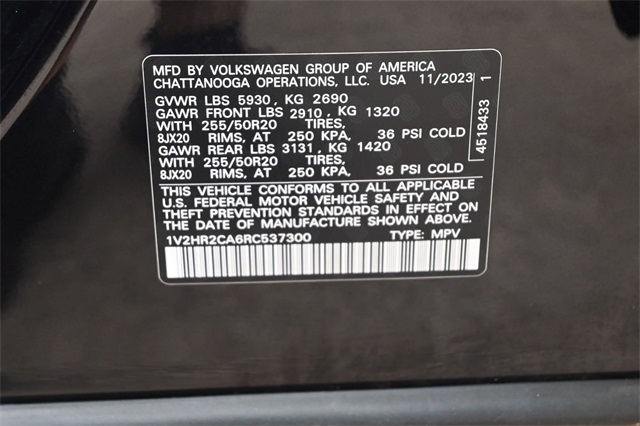 MFD BY VOLKSWAGEN GROUP OF AMERICA
CHATTANOOGA OPERATIONS, LLC. USA 11/2023
GVWR LBS 5930, KG 2690
GAWR FRONT LBS 2910, KG 1320
WITH 255/50R20 TIRES,
8JX20 RIMS, AT 250 KPA, 36 PSI COLD
GAWR REAR LBS 3131, KG 1420
WITH 255/50R20 TIRES,
8JX20 RIMS, AT 250 KPA, 36 PSI COLD
THIS VEHICLE CONFORMS TO ALL APPLICABLE
U.S. FEDERAL MOTOR VEHICLE SAFETY AND
THEFT PREVENTION STANDARDS IN EFFECT ON
THE DATE OF MANUFACTURE SHOWN ABOVE.
1V2HR2CA6RC537300 TYPE: MPV
4518433 1